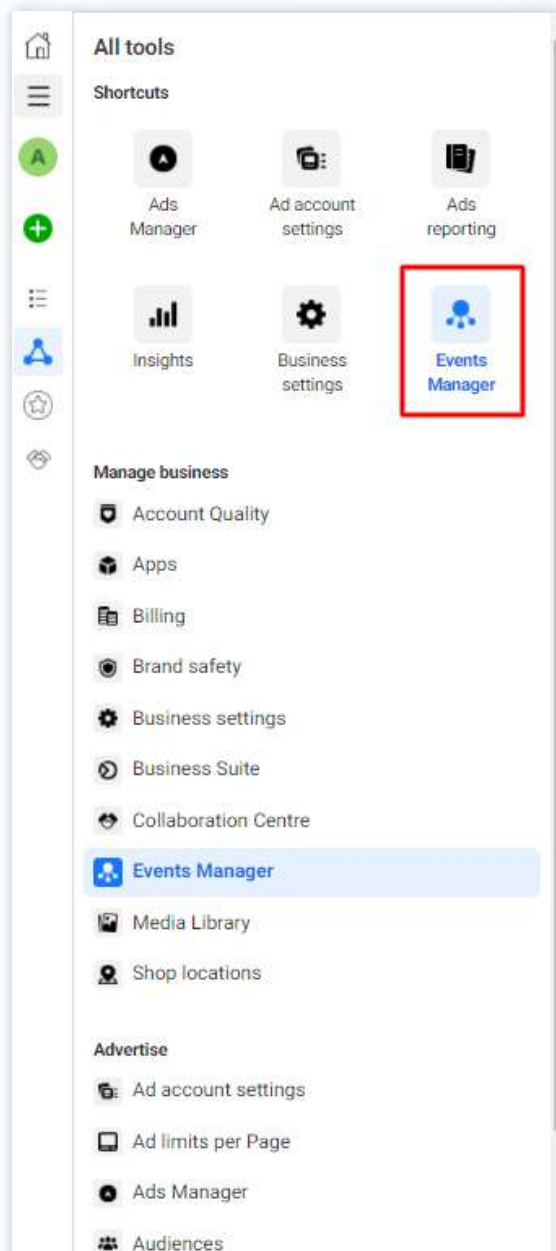 All tools
Shortcuts
A
Ads
Manager
Ad account
settings
Ads
reporting
Insights
Business
settings
Events
Manager
Manage business
Account Quality
Apps
Billing
Brand safety
Business settings
Business Suite
Collaboration Centre
Events Manager
Media Library
Shop locations
Advertise
Ad account settings
Ad limits per Page
Ads Manager
Audiences